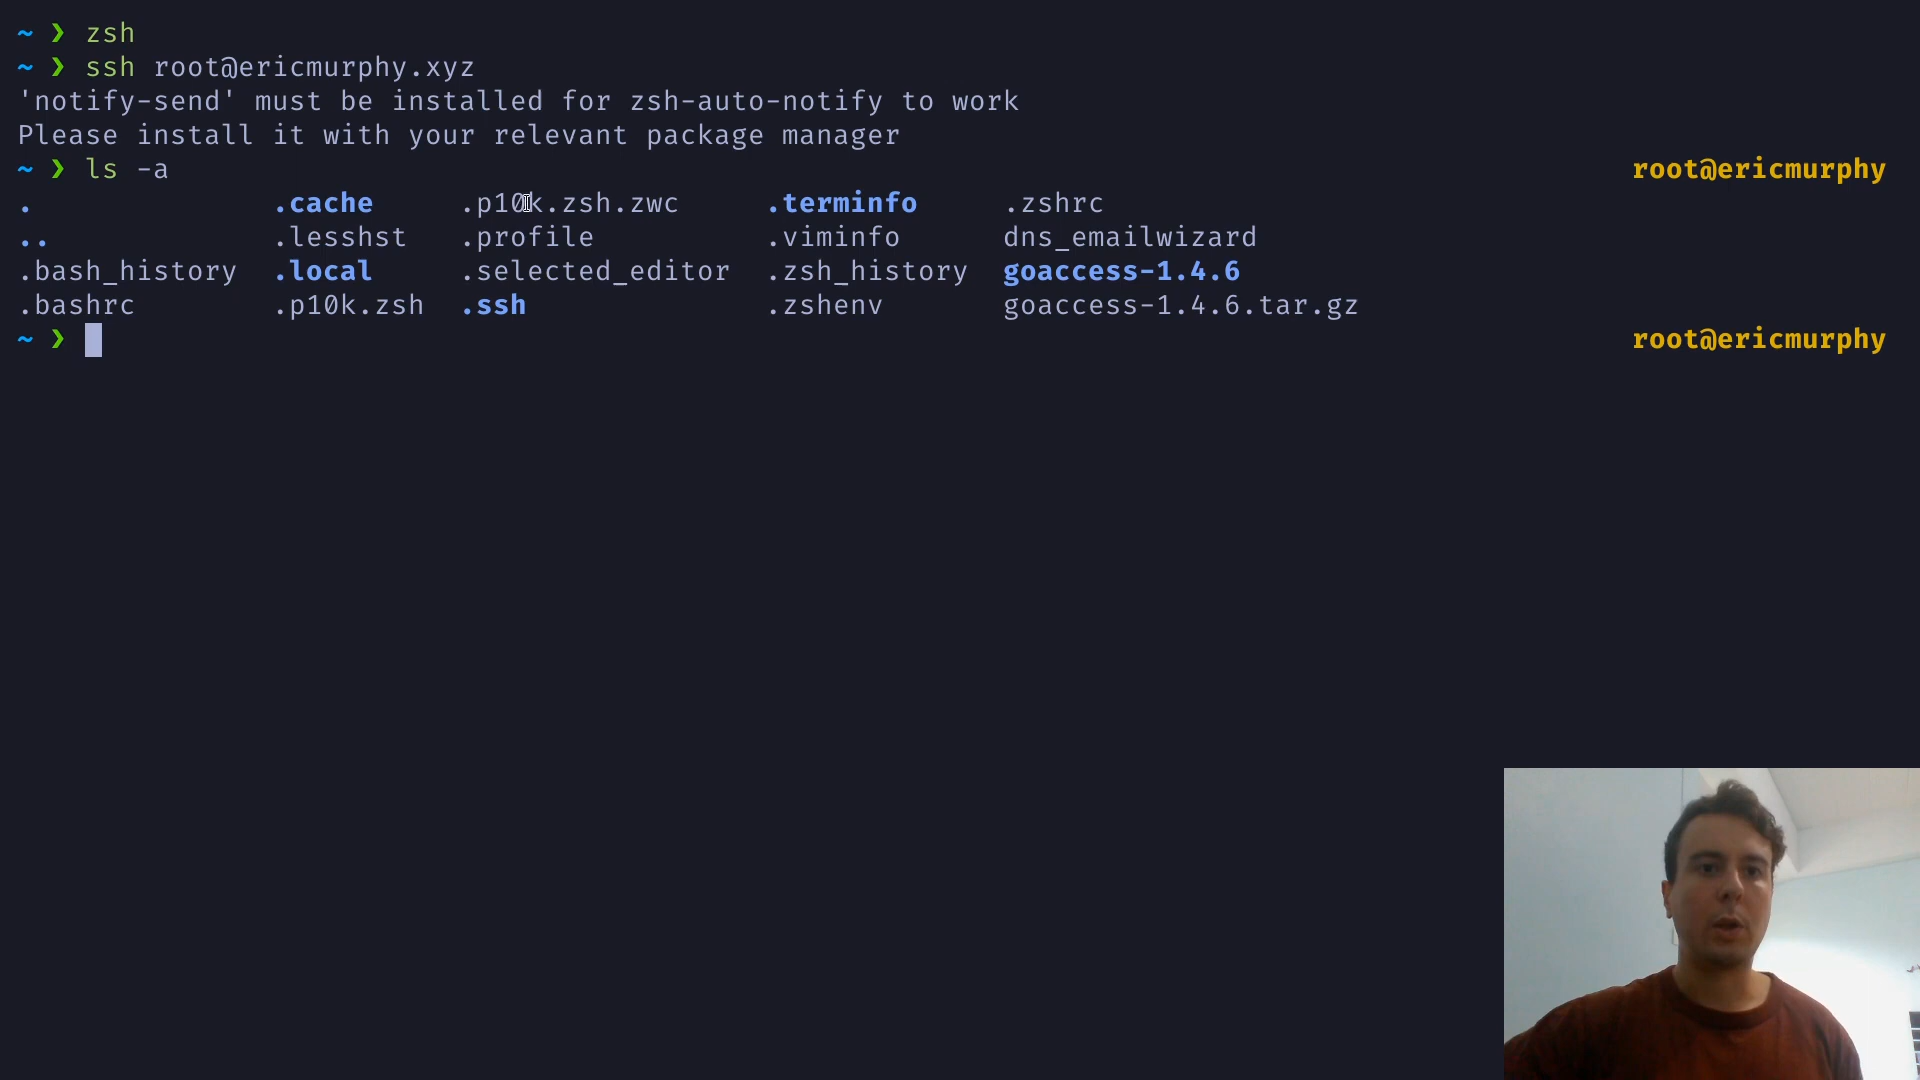 ~ ❯ zsh
~ ❯ ssh root@ericmurphy.xyz
'notify-send' must be installed for zsh-auto-notify to work
Please install it with your relevant package manager
~ ❯ ls -a root@ericmurphy
. .cache .p10k.zsh.zwc .terminfo .zshrc
.. .lesshst .profile .viminfo dns_emailwizard
.bash_history .local .selected_editor .zsh_history goaccess-1.4.6
.bashrc .p10k.zsh .ssh .zshenv goaccess-1.4.6.tar.gz
~ ❯ root@ericmurphy